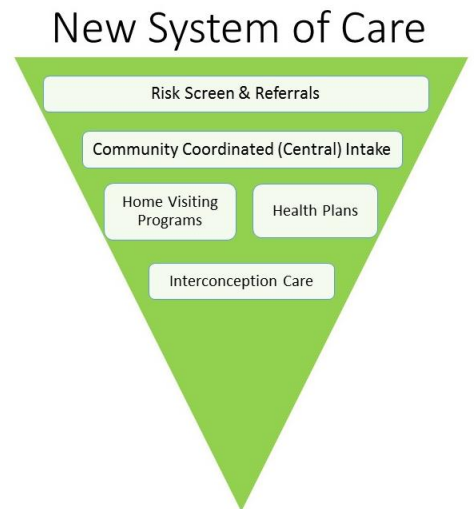 New System of Care
Risk Screen & Referrals
Community Coordinated (Central) Intake
Home Visiting
Programs
Health Plans
Interconception Care